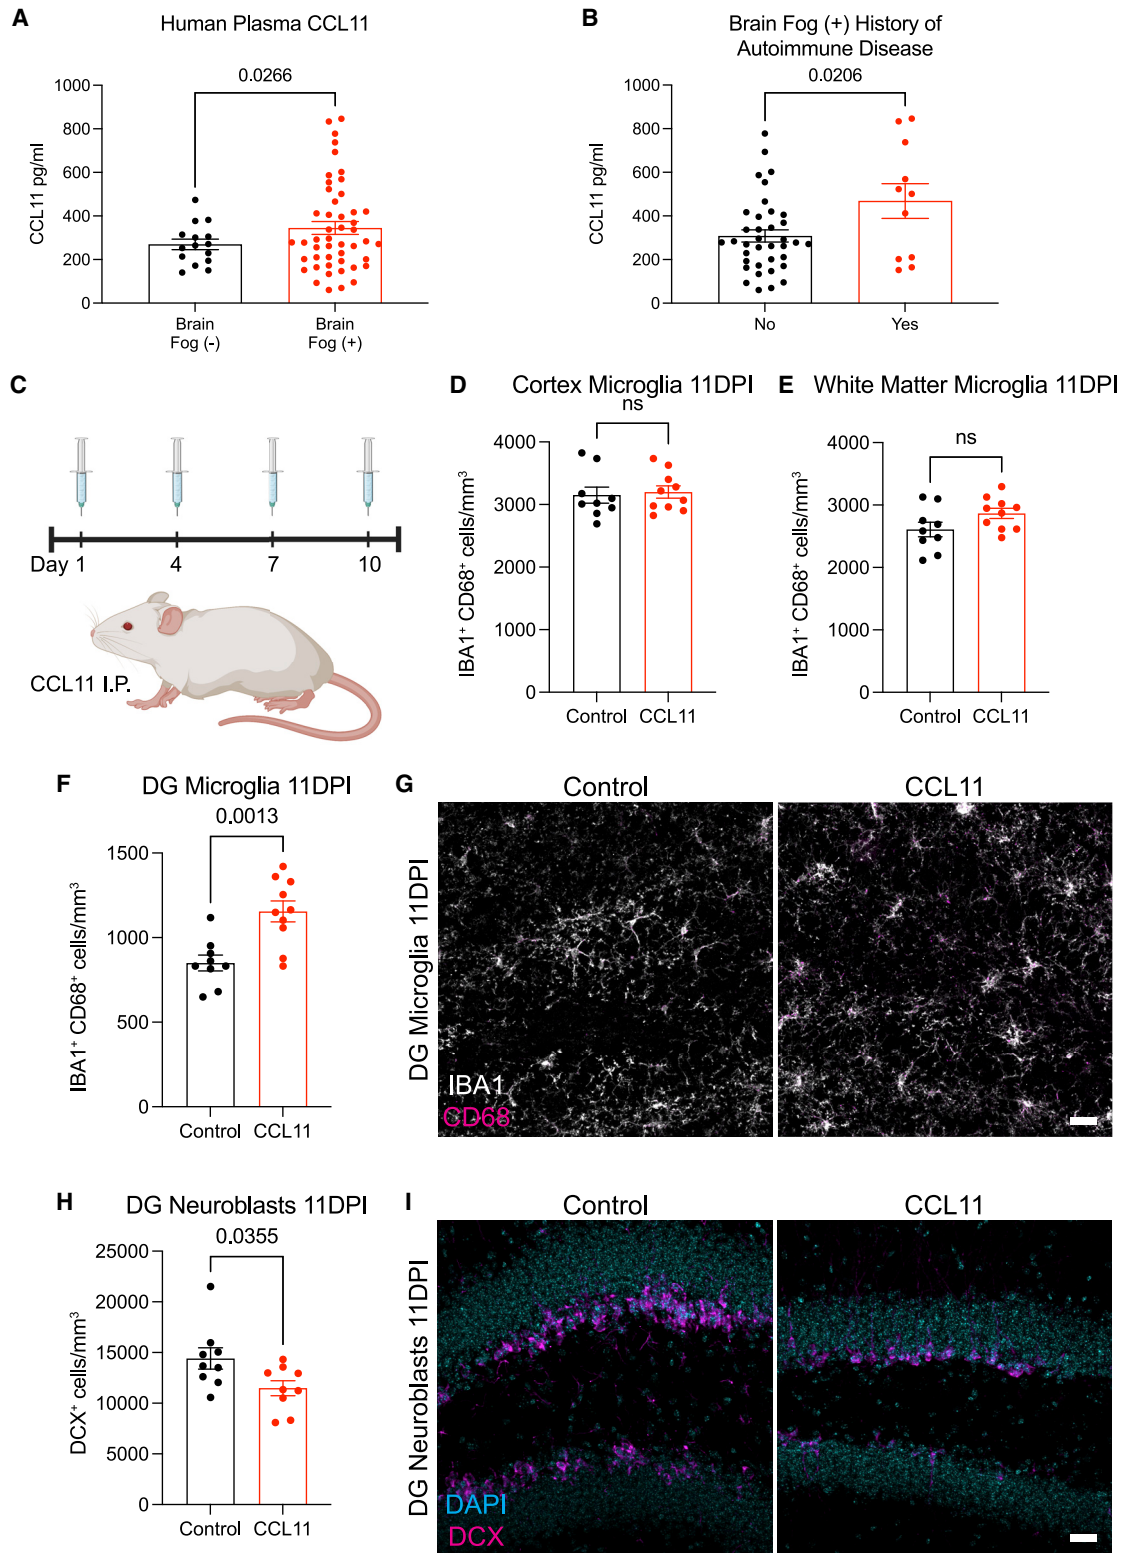 A
Human Plasma CCL11
0.0266
1000
800
600
400
200
0
CCL11 pg/ml
Brain
Fog (-)
Brain
Fog (+)
B
Brain Fog (+) History of
Autoimmune Disease
0.0206
1000
800
600
400
200
0
CCL11 pg/ml
No
Yes
C
Day 1
4
7
10
CCL11 I.P.
D
Cortex Microglia 11DPI
ns
4000
3000
2000
1000
0
IBA1⁺ CD68⁺ cells/mm³
Control
CCL11
E
White Matter Microglia 11DPI
ns
4000
3000
2000
1000
0
IBA1⁺ CD68⁺ cells/mm³
Control
CCL11
F
DG Microglia 11DPI
0.0013
1500
1000
500
0
IBA1⁺ CD68⁺ cells/mm³
Control
CCL11
G
Control
CCL11
DG Microglia 11DPI
IBA1
CD68
H
DG Neuroblasts 11DPI
0.0355
25000
20000
15000
10000
5000
0
DCX⁺ cells/mm³
Control
CCL11
I
Control
CCL11
DG Neuroblasts 11DPI
DAPI
DCX